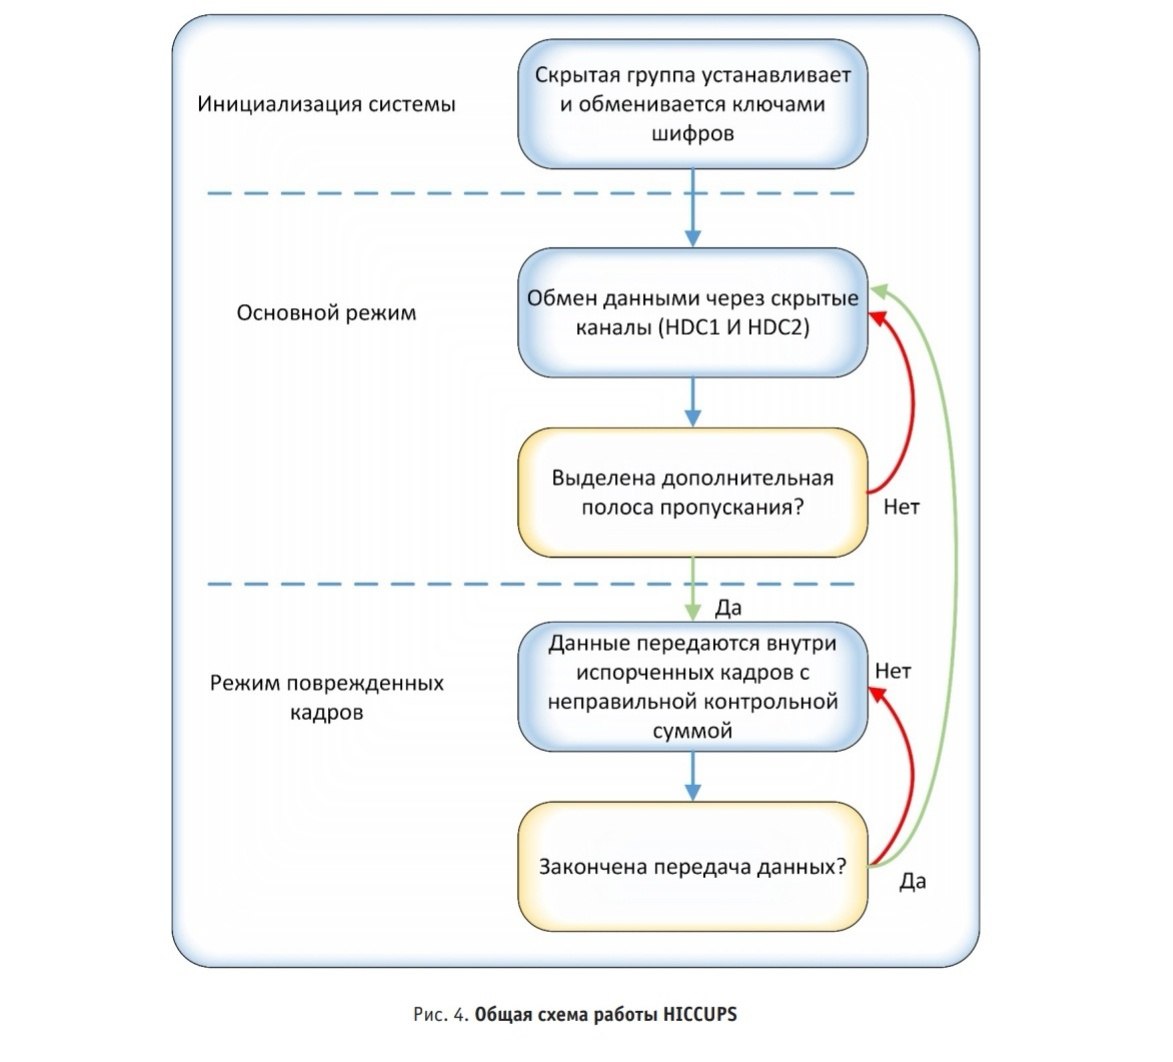 Инициализация системы
Скрытая группа устанавливает
и обменивается ключами
шифров
Основной режим
Обмен данными через скрытые
каналы (HDC1 И HDC2)
Выделена дополнительная
полоса пропускания?
Нет
Да
Режим поврежденных
кадров
Данные передаются внутри
испорченных кадров с
неправильной контрольной
суммой
Нет
Закончена передача данных?
Да
Рис. 4. Общая схема работы HICCUPS